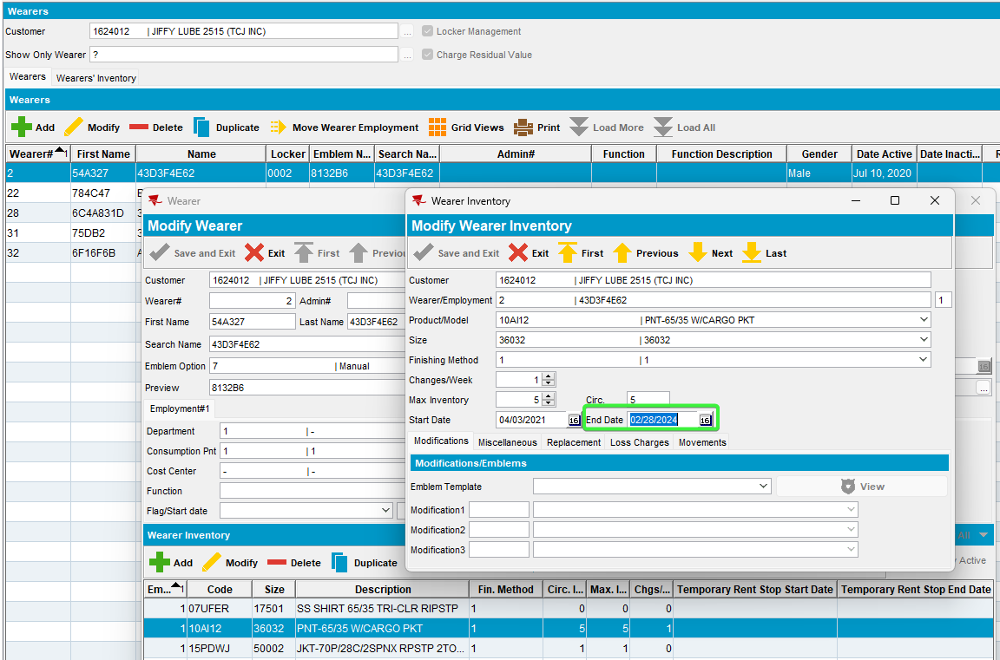 Wearers
Customer 1624012 | JIFFY LUBE 2515 (TCJ INC) ... Locker Management
Show Only Wearer ? ... Charge Residual Value
Wearers Wearers' Inventory
Wearers
Add Modify Delete Duplicate Move Wearer Employment Grid Views Print Load More Load All
Wearer# 1 First Name Name Locker Emblem N... Search Na... Admin# Function Function Description Gender Date Active Date Inacti... R
2 54A327 43D3F4E62 0002 8132B6 43D3F4E62 Male Jul 10, 2020
22 784C47
28 6C4A831D
31 75DB2
32 6F16F6B
Wearer
Modify Wearer
Save and Exit Exit First Previou
Customer 1624012 | JIFFY LUBE 2515 (TCJ INC)
Wearer# 2 Admin#
First Name 54A327 Last Name 43D3F4E62
Search Name 43D3F4E62
Emblem Option 7 | Manual
Preview 8132B6
Employment#1
Department 1 | -
Consumption Pnt 1 | 1
Cost Center - | -
Function
Flag/Start date
16
...
Wearer Inventory
All
Active
Add Modify Delete Duplicate
Em... 1 Code Size Description Fin. Method Circ. I... Max. I... Chgs/... Temporary Rent Stop Start Date Temporary Rent Stop End Date
1 07UFER 17501 SS SHIRT 65/35 TRI-CLR RIPSTP 1 0 0 0
1 10AI12 36032 PNT-65/35 W/CARGO PKT 1 5 5 1
1 15PDWJ 50002 JKT-70P/28C/2SPNX RPSTP 2TO... 1 1 1 0
Wearer Inventory
Modify Wearer Inventory
Save and Exit Exit First Previous Next Last
Customer 1624012 | JIFFY LUBE 2515 (TCJ INC)
Wearer/Employment 2 | 43D3F4E62 1
Product/Model 10AI12 | PNT-65/35 W/CARGO PKT
Size 36032 | 36032
Finishing Method 1 | 1
Changes/Week 1
Max Inventory 5 Circ. 5
Start Date 04/03/2021 16 End Date 02/28/2024 16
Modifications Miscellaneous Replacement Loss Charges Movements
Modifications/Emblems
Emblem Template View
Modification1
Modification2
Modification3